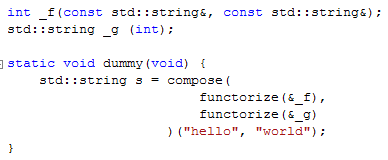 int _f(const std::string&, const std::string&);
std::string _g (int);
static void dummy(void) {
std::string s = compose(
functorize(&_f),
functorize(&_g)
)("hello", "world");
}